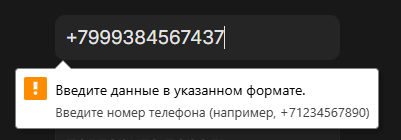 +7999384567437
Введите данные в указанном формате.
Введите номер телефона (например, +71234567890)